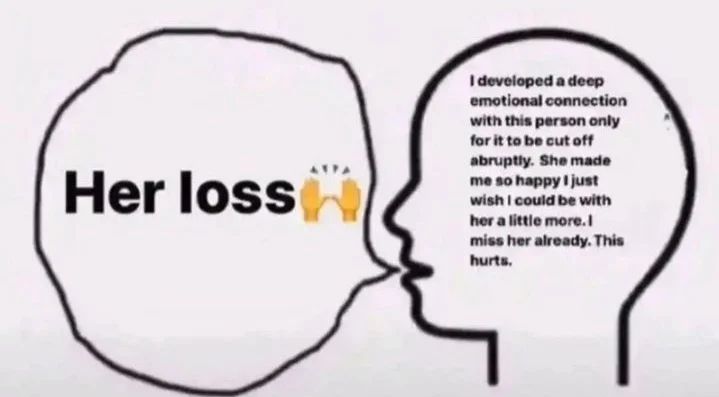 Her loss🙌
I developed a deep
emotional connection
with this person only
for it to be cut off
abruptly. She made
me so happy I just
wish I could be with
her a little more. I
miss her already. This
hurts.